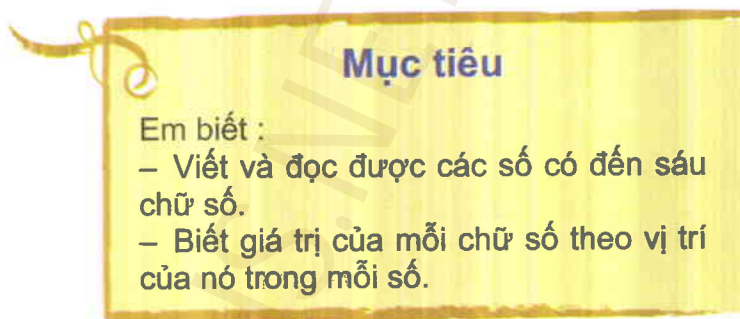 Mục tiêu
Em biết :
– Viết và đọc được các số có đến sáu
chữ số.
– Biết giá trị của mỗi chữ số theo vị trí
của nó trong mỗi số.